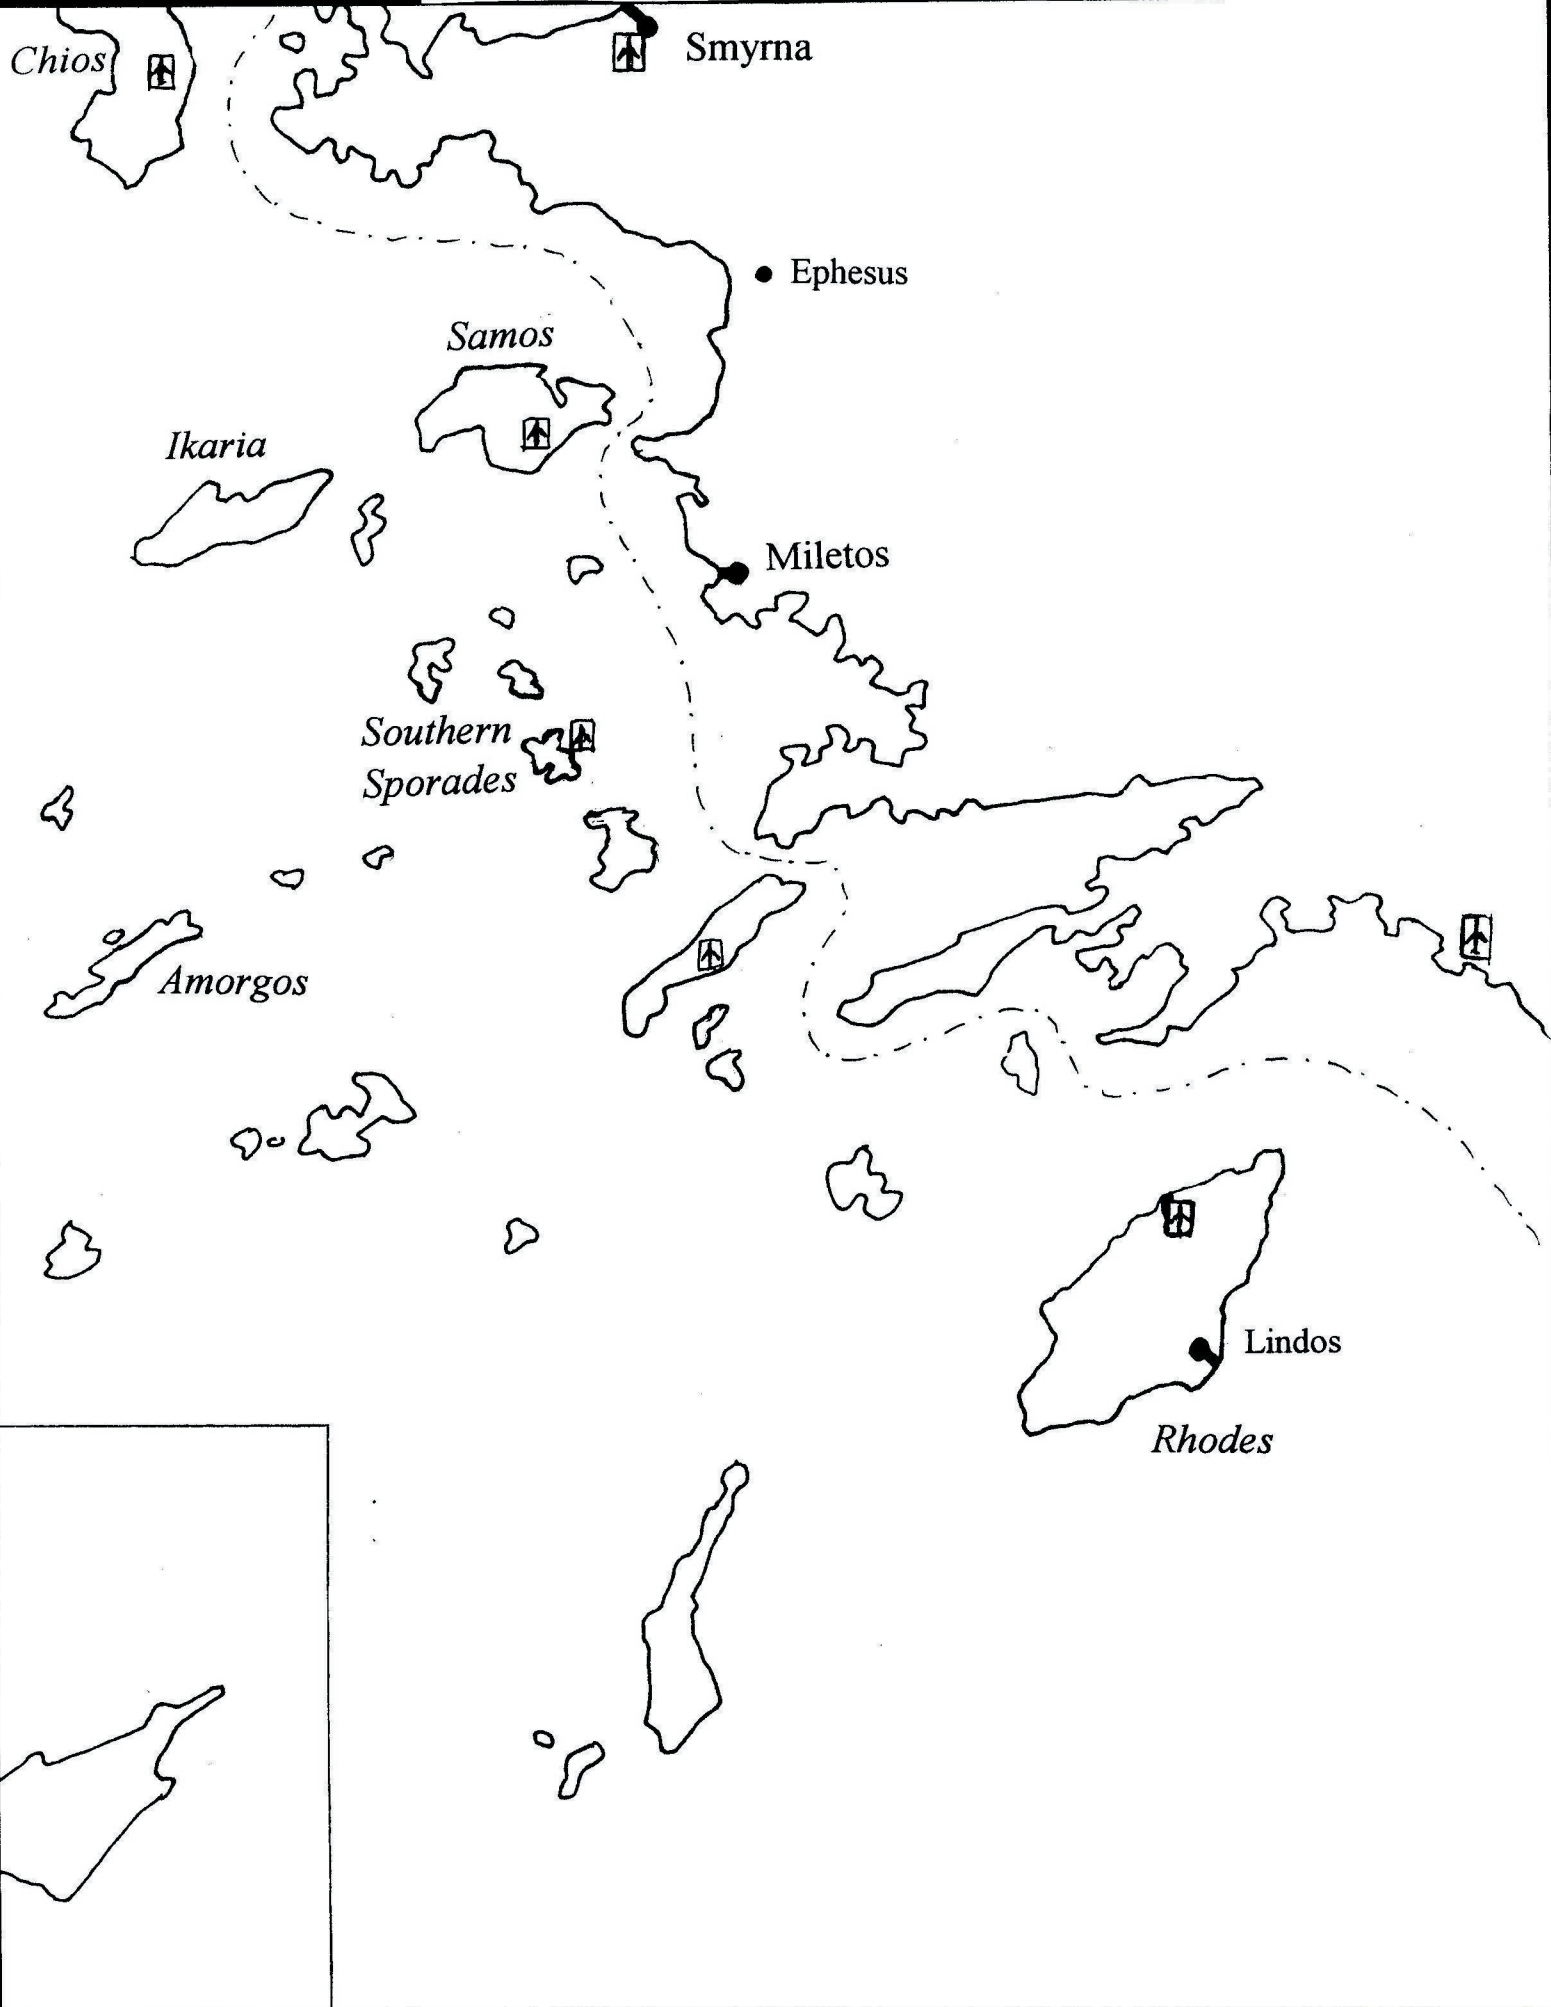 Chios
Smyrna
Ephesus
Samos
Ikaria
Miletos
Southern
Sporades
Amorgos
Lindos
Rhodes